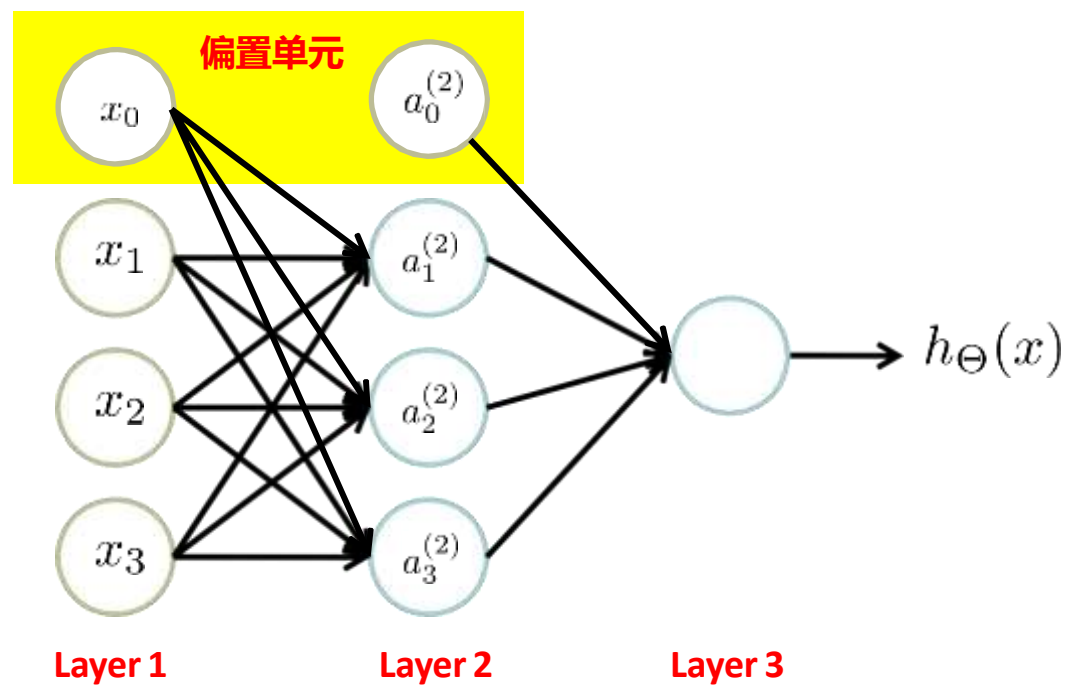 偏置单元
x₀
a₀⁽²⁾
x₁
a₁⁽²⁾
x₂
a₂⁽²⁾
h_Θ(x)
x₃
a₃⁽²⁾
Layer 1
Layer 2
Layer 3